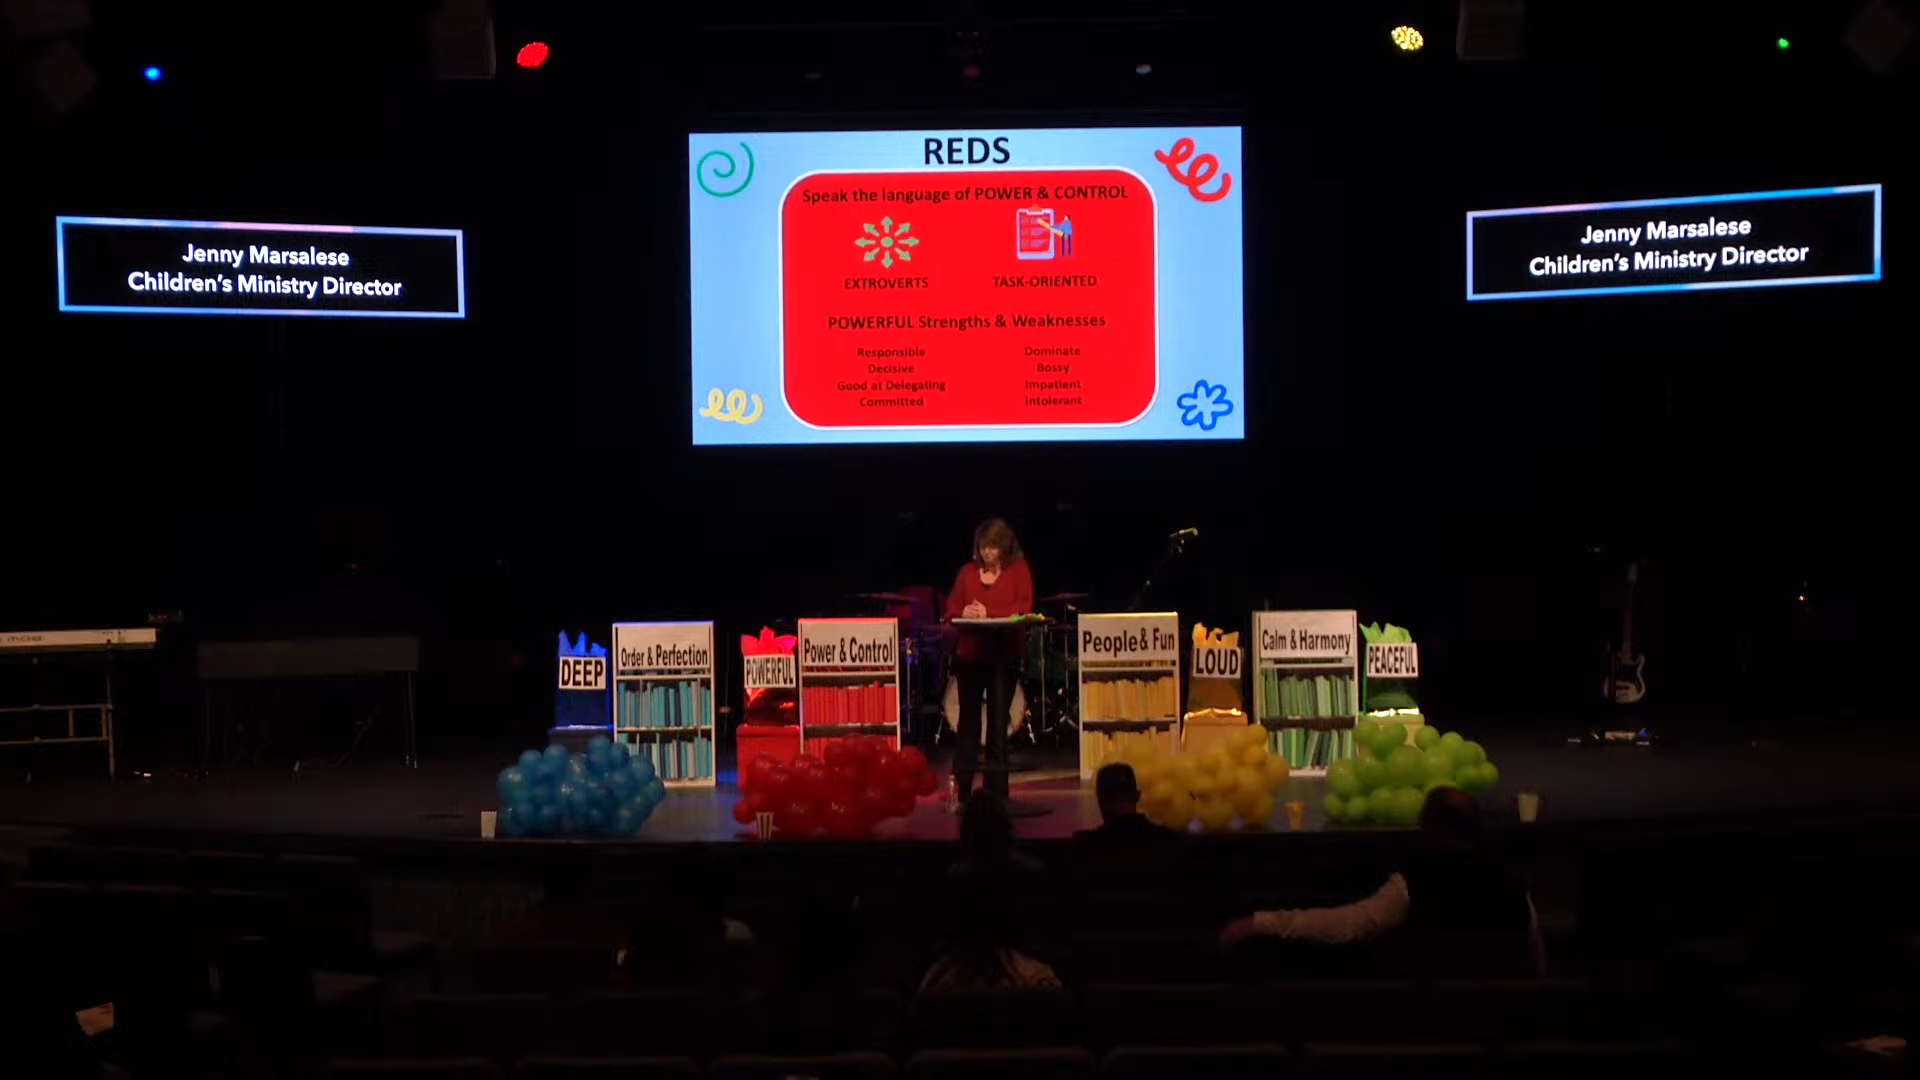 REDS
Speak the language of POWER & CONTROL
EXTROVERTS
TASK-ORIENTED
POWERFUL Strengths & Weaknesses
Responsible
Decisive
Good at Delegating
Committed
Dominate
Bossy
Impatient
Intolerant
Jenny Marsalese
Children's Ministry Director
Jenny Marsalese
Children's Ministry Director
DEEP
Order & Perfection
POWERFUL
Power & Control
People & Fun
LOUD
Calm & Harmony
PEACEFUL